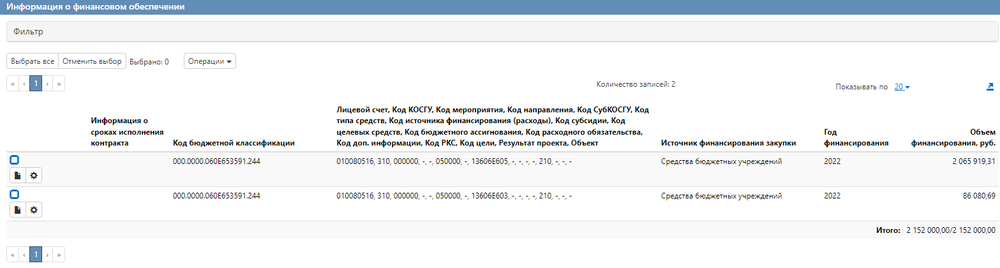 Информация о финансовом обеспечении
Фильтр
Выбрать все Отменить выбор Выбрано: 0 Операции
« ‹ 1 › »
Количество записей: 2
Показывать по 20
Информация о
сроках исполнения
контракта
Код бюджетной классификации
Лицевой счет, Код КОСГУ, Код мероприятия, Код направления, Код СубКОСГУ, Код
типа средств, Код источника финансирования (расходы), Код субсидии, Код
целевых средств, Код бюджетного ассигнования, Код расходного обязательства,
Код доп. информации, Код РКС, Код цели, Результат проекта, Объект
Источник финансирования закупки
Год
финансирования
Объем
финансирования, руб.
000.0000.060E653591.244 010080516, 310, 000000, -, -, 050000, -, 13606E605, -, -, -, -, 210, -, -, - Средства бюджетных учреждений 2022 2 065 919,31
000.0000.060E653591.244 010080516, 310, 000000, -, -, 050000, -, 13606E603, -, -, -, -, 210, -, -, - Средства бюджетных учреждений 2022 86 080,69
Итого: 2 152 000,00/2 152 000,00
« ‹ 1 › »